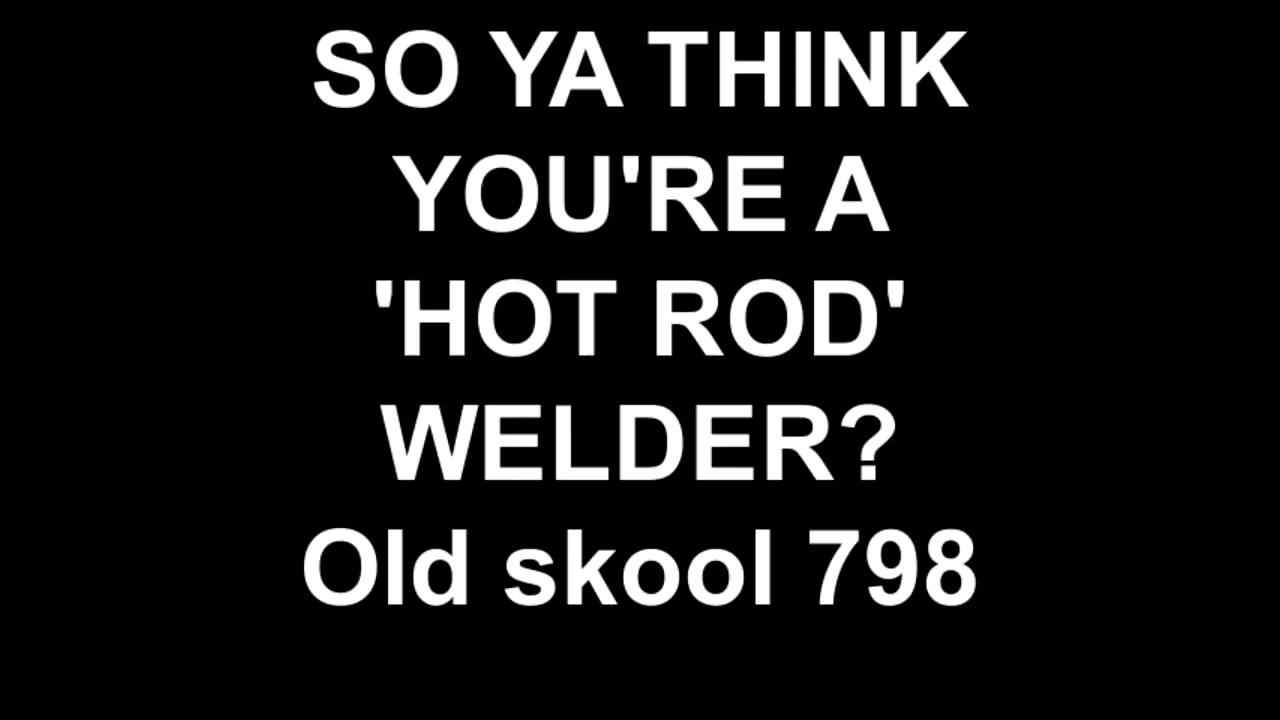 SO YA THINK
YOU'RE A
'HOT ROD'
WELDER?
Old skool 798